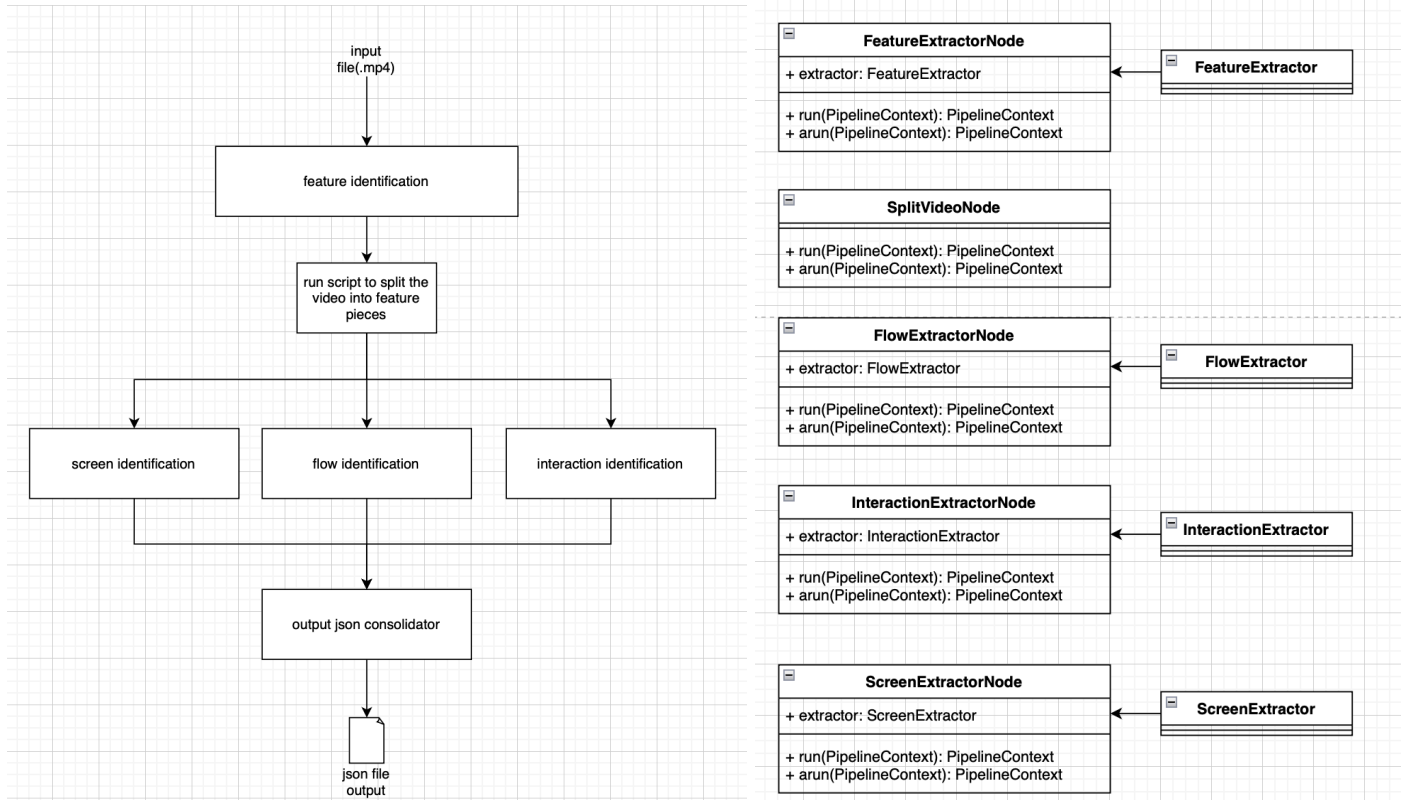 input
file(.mp4)
feature identification
run script to split the
video into feature
pieces
screen identification
flow identification
interaction identification
output json consolidator
json file
output
FeatureExtractorNode
+ extractor: FeatureExtractor
+ run(PipelineContext): PipelineContext
+ arun(PipelineContext): PipelineContext
FeatureExtractor
SplitVideoNode
+ run(PipelineContext): PipelineContext
+ arun(PipelineContext): PipelineContext
FlowExtractorNode
+ extractor: FlowExtractor
+ run(PipelineContext): PipelineContext
+ arun(PipelineContext): PipelineContext
FlowExtractor
InteractionExtractorNode
+ extractor: InteractionExtractor
+ run(PipelineContext): PipelineContext
+ arun(PipelineContext): PipelineContext
InteractionExtractor
ScreenExtractorNode
+ extractor: ScreenExtractor
+ run(PipelineContext): PipelineContext
+ arun(PipelineContext): PipelineContext
ScreenExtractor